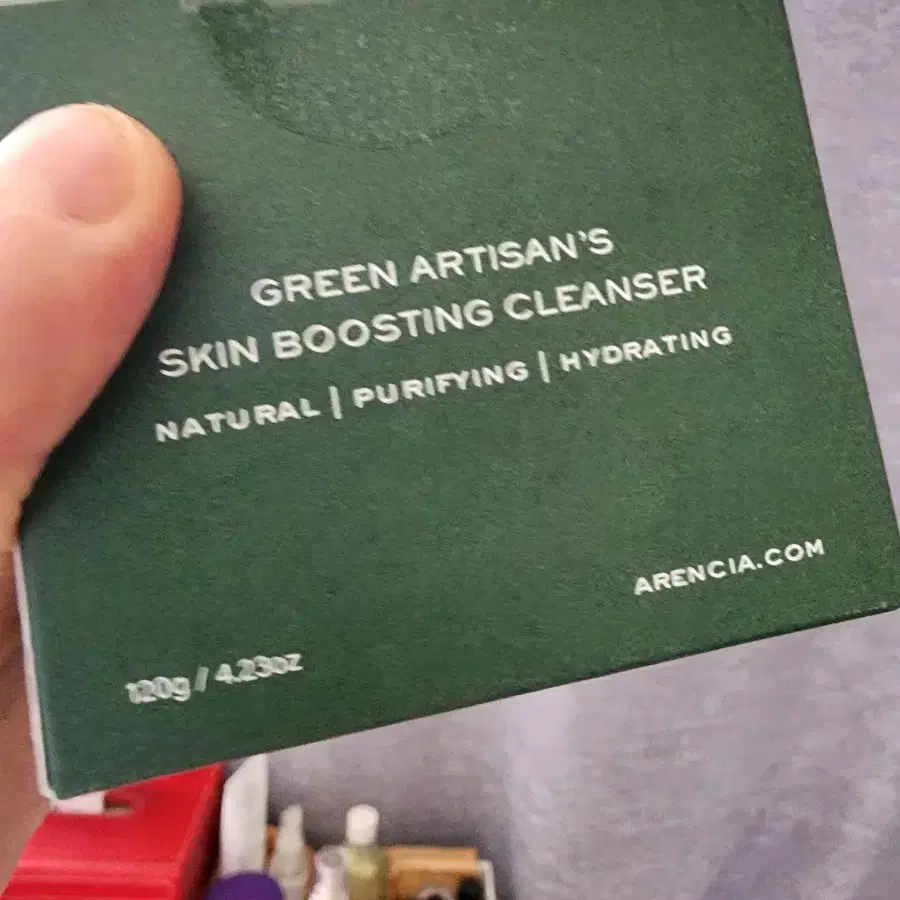 GREEN ARTISAN'S
SKIN BOOSTING CLEANSER
NATURAL | PURIFYING | HYDRATING
ARENCIA.COM
120g / 4.23oz